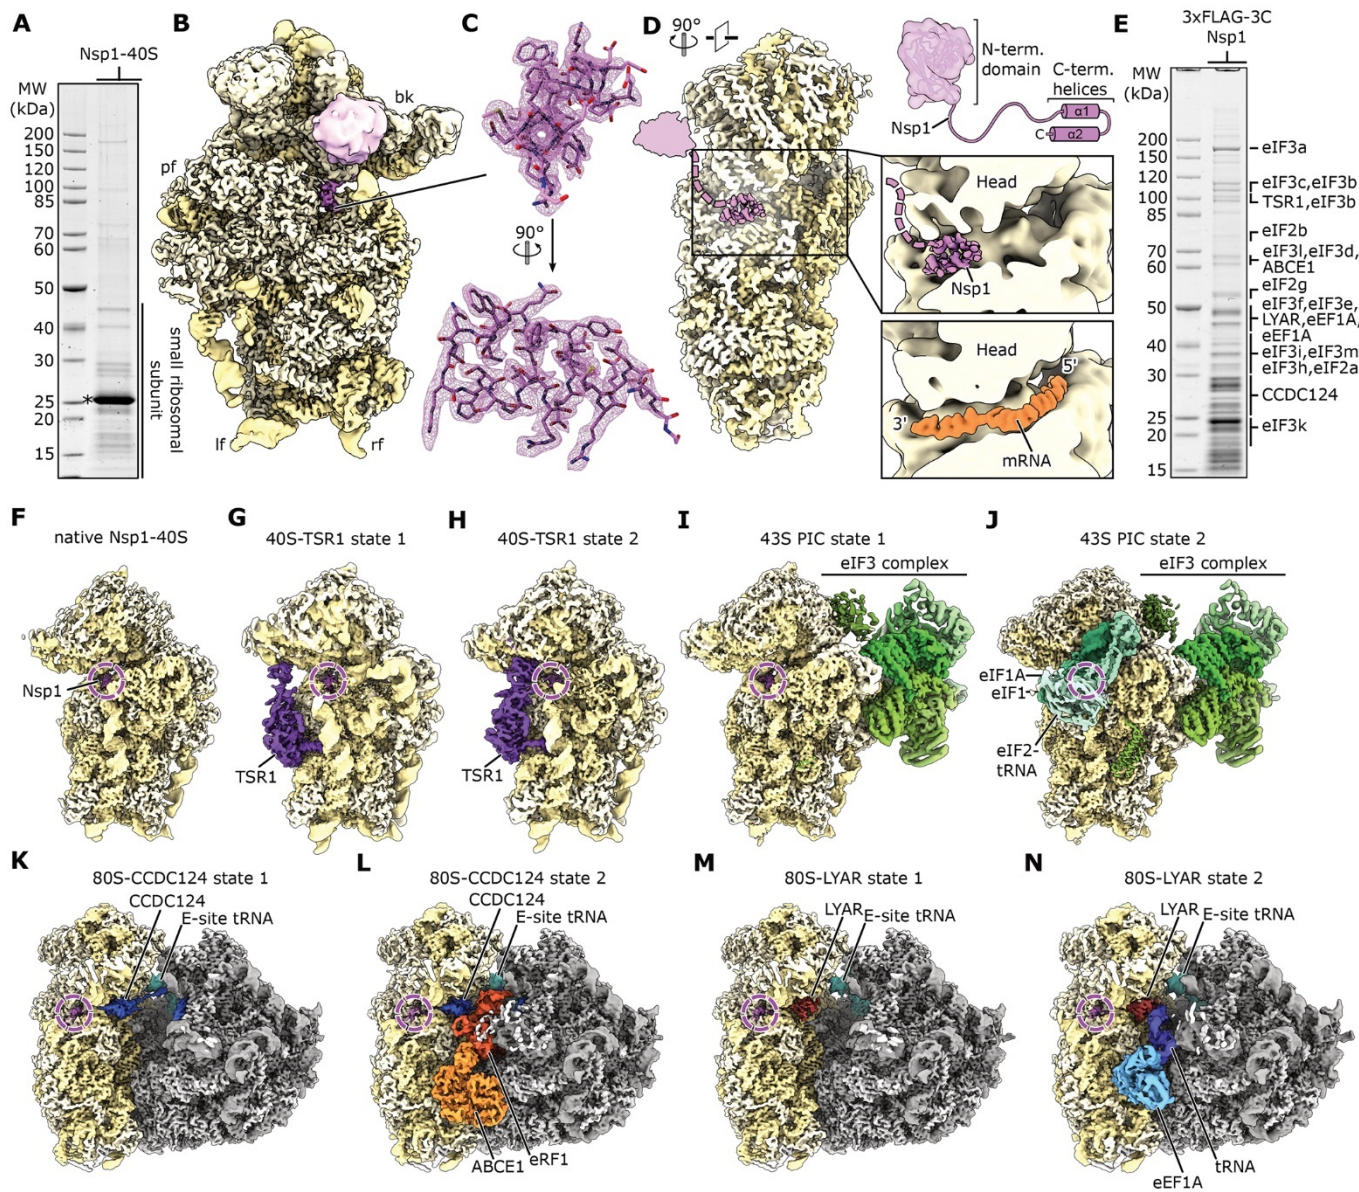 A
Nsp1-40S
MW
(kDa)
200
150
120
100
85
70
60
50
40
30
25
20
15
*
small ribosomal
subunit
B
bk
pf
lf
rf
C
90°
D
90°
N-term.
domain
C-term.
helices
Nsp1
α1
C
α2
Head
Nsp1
Head
5'
3'
mRNA
E
3xFLAG-3C
Nsp1
MW
(kDa)
200
150
120
100
85
70
60
50
40
30
25
20
15
eIF3a
eIF3c,eIF3b
TSR1,eIF3b
eIF2b
eIF3l,eIF3d,
ABCE1
eIF2g
eIF3f,eIF3e,
LYAR,eEF1A,
eEF1A
eIF3i,eIF3m
eIF3h,eIF2a
CCDC124
eIF3k
F
native Nsp1-40S
Nsp1
G
40S-TSR1 state 1
TSR1
H
40S-TSR1 state 2
TSR1
I
43S PIC state 1
eIF3 complex
J
43S PIC state 2
eIF3 complex
eIF1A
eIF1
eIF2-
tRNA
K
80S-CCDC124 state 1
CCDC124
E-site tRNA
L
80S-CCDC124 state 2
CCDC124
E-site tRNA
ABCE1
eRF1
M
80S-LYAR state 1
LYAR
E-site tRNA
N
80S-LYAR state 2
LYAR
E-site tRNA
tRNA
eEF1A